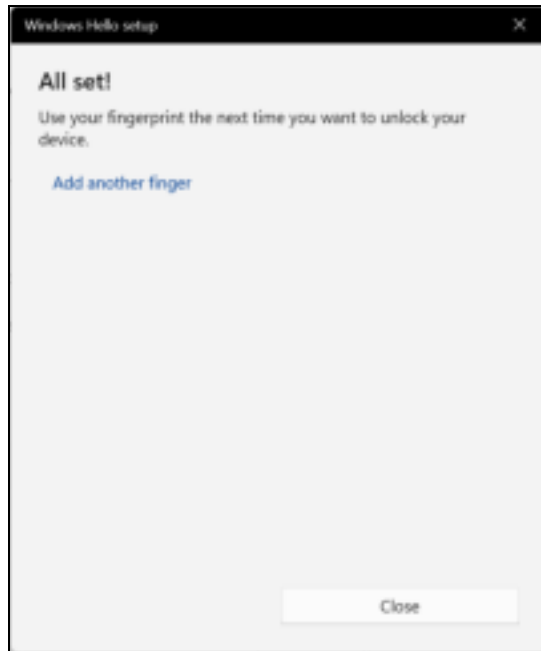 Windows Hello setup
All set!
Use your fingerprint the next time you want to unlock your
device.
Add another finger
Close